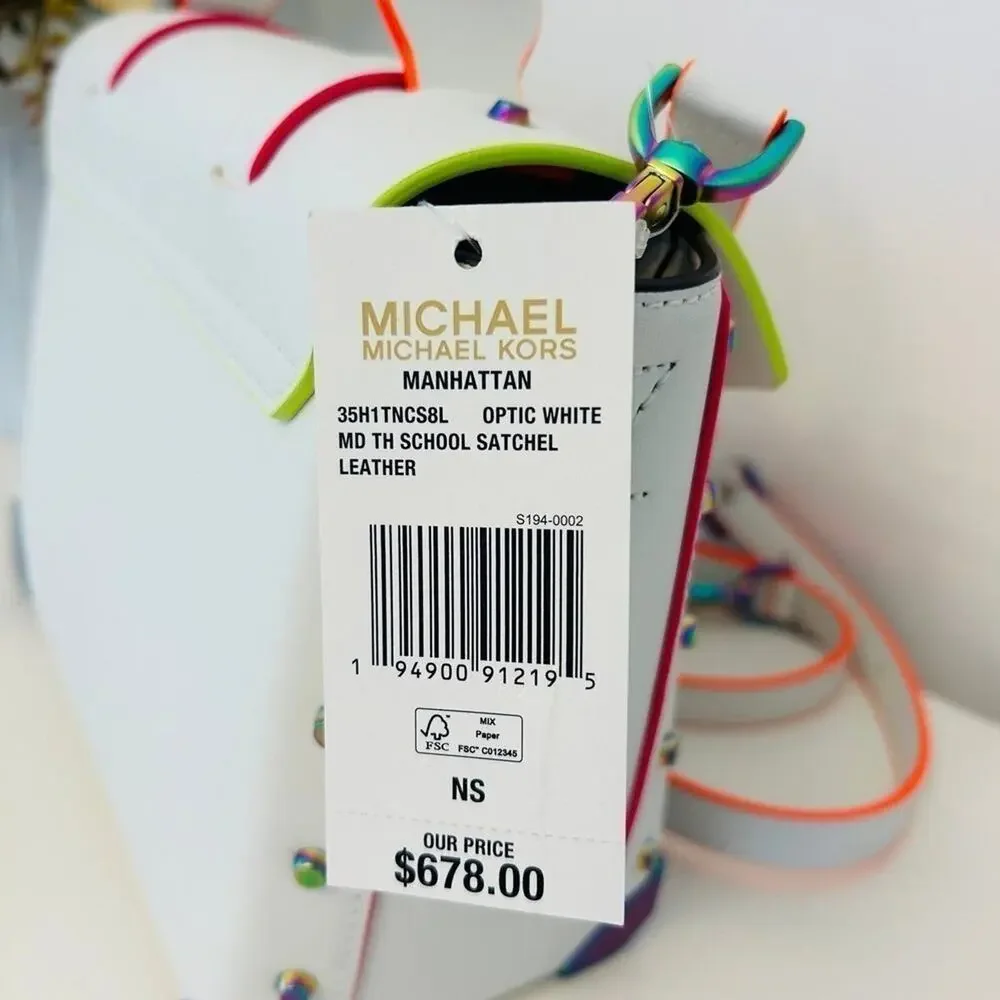 MICHAEL
MICHAEL KORS
MANHATTAN
35H1TNCS8L OPTIC WHITE
MD TH SCHOOL SATCHEL
LEATHER
S194-0002
1 94900 91219 5
FSC™ MIX
Paper
FSC™ C012345
NS
OUR PRICE
$678.00